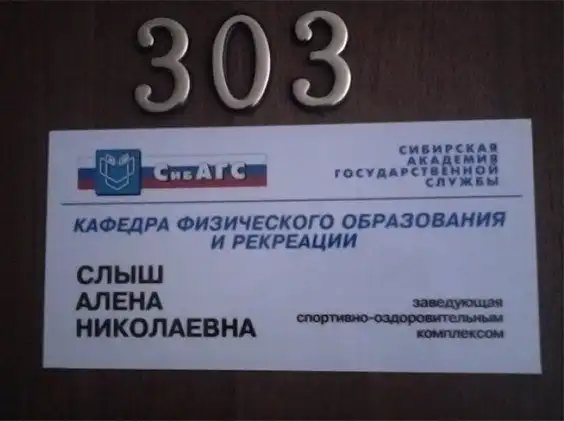 303
СибАГС
СИБИРСКАЯ
АКАДЕМИЯ
ГОСУДАРСТВЕННОЙ
СЛУЖБЫ
КАФЕДРА ФИЗИЧЕСКОГО ОБРАЗОВАНИЯ
И РЕКРЕАЦИИ
СЛЫШ
АЛЕНА
НИКОЛАЕВНА
заведующая
спортивно-оздоровительным
комплексом